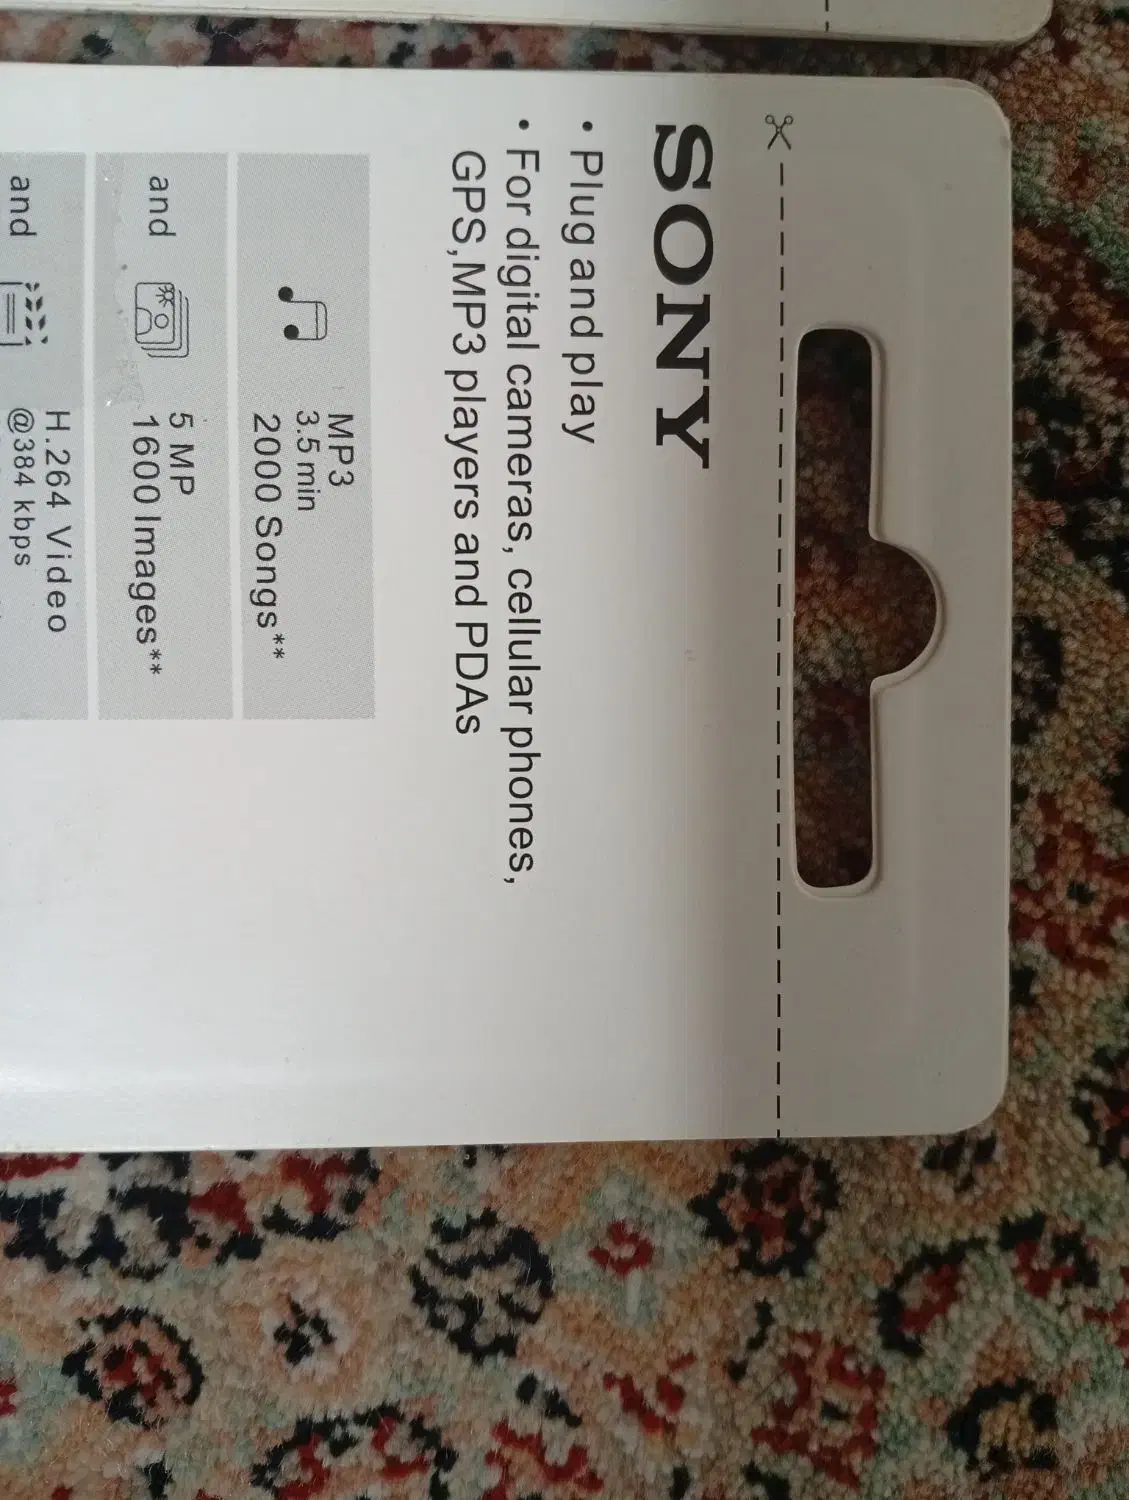 SONY
• Plug and play
• For digital cameras, cellular phones,
GPS,MP3 players and PDAs
MP3
3.5 min
2000 Songs**
and
5 MP
1600 Images**
and
H.264 Video
@384 kbps